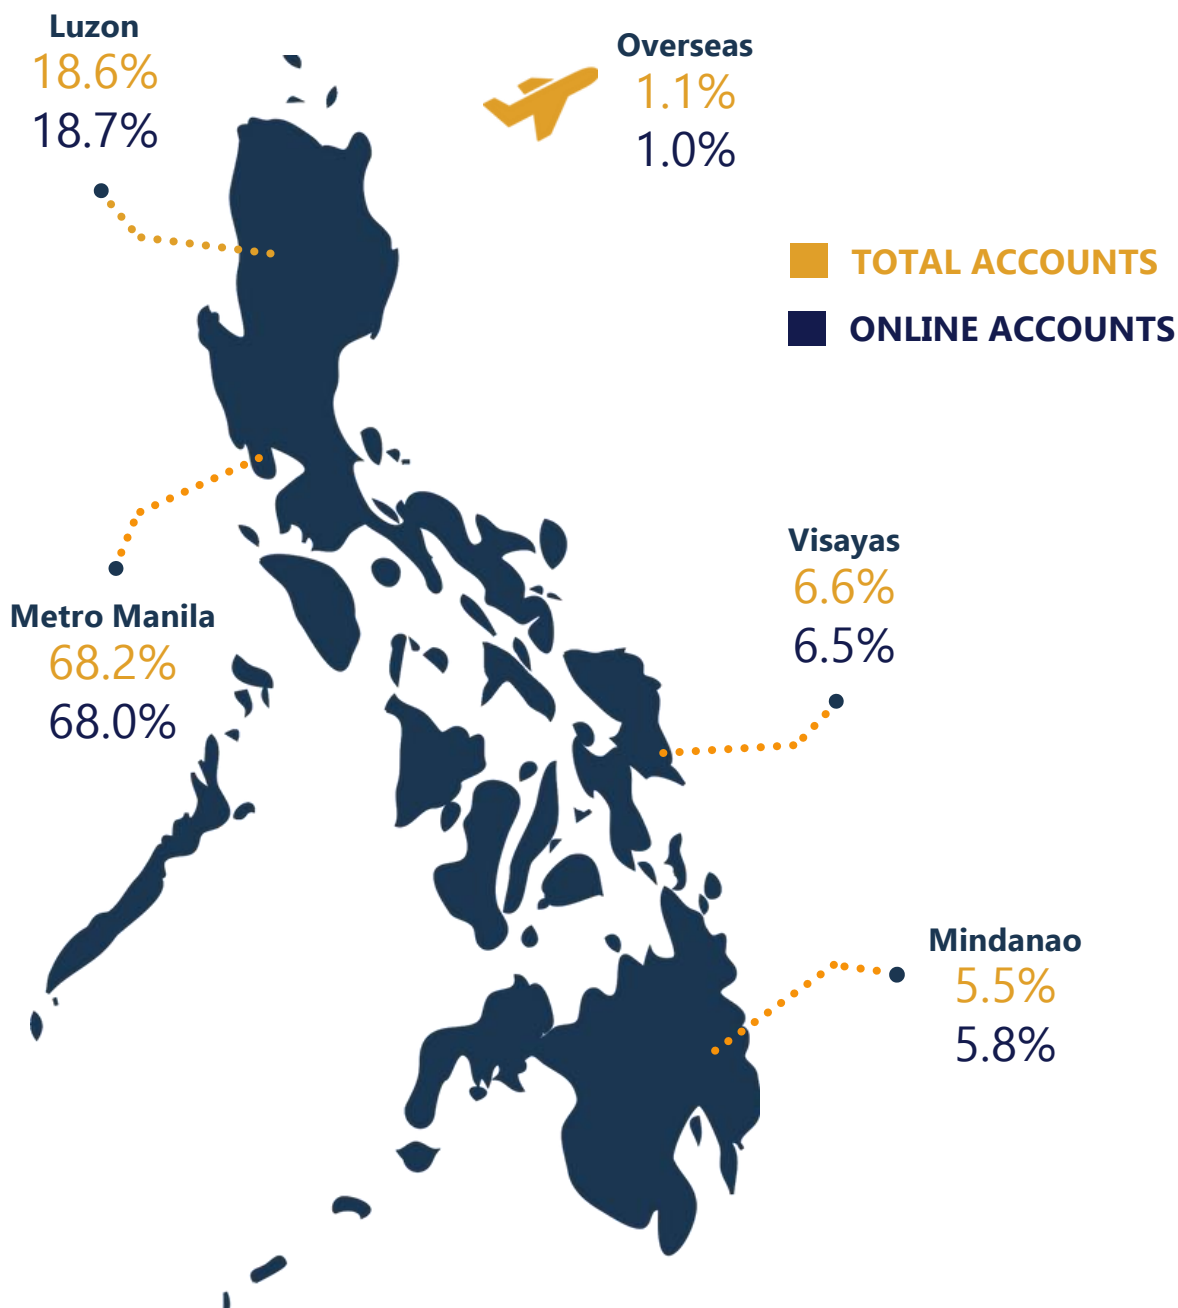 Luzon
18.6%
18.7%
Overseas
1.1%
1.0%
TOTAL ACCOUNTS
ONLINE ACCOUNTS
Visayas
6.6%
6.5%
Metro Manila
68.2%
68.0%
Mindanao
5.5%
5.8%